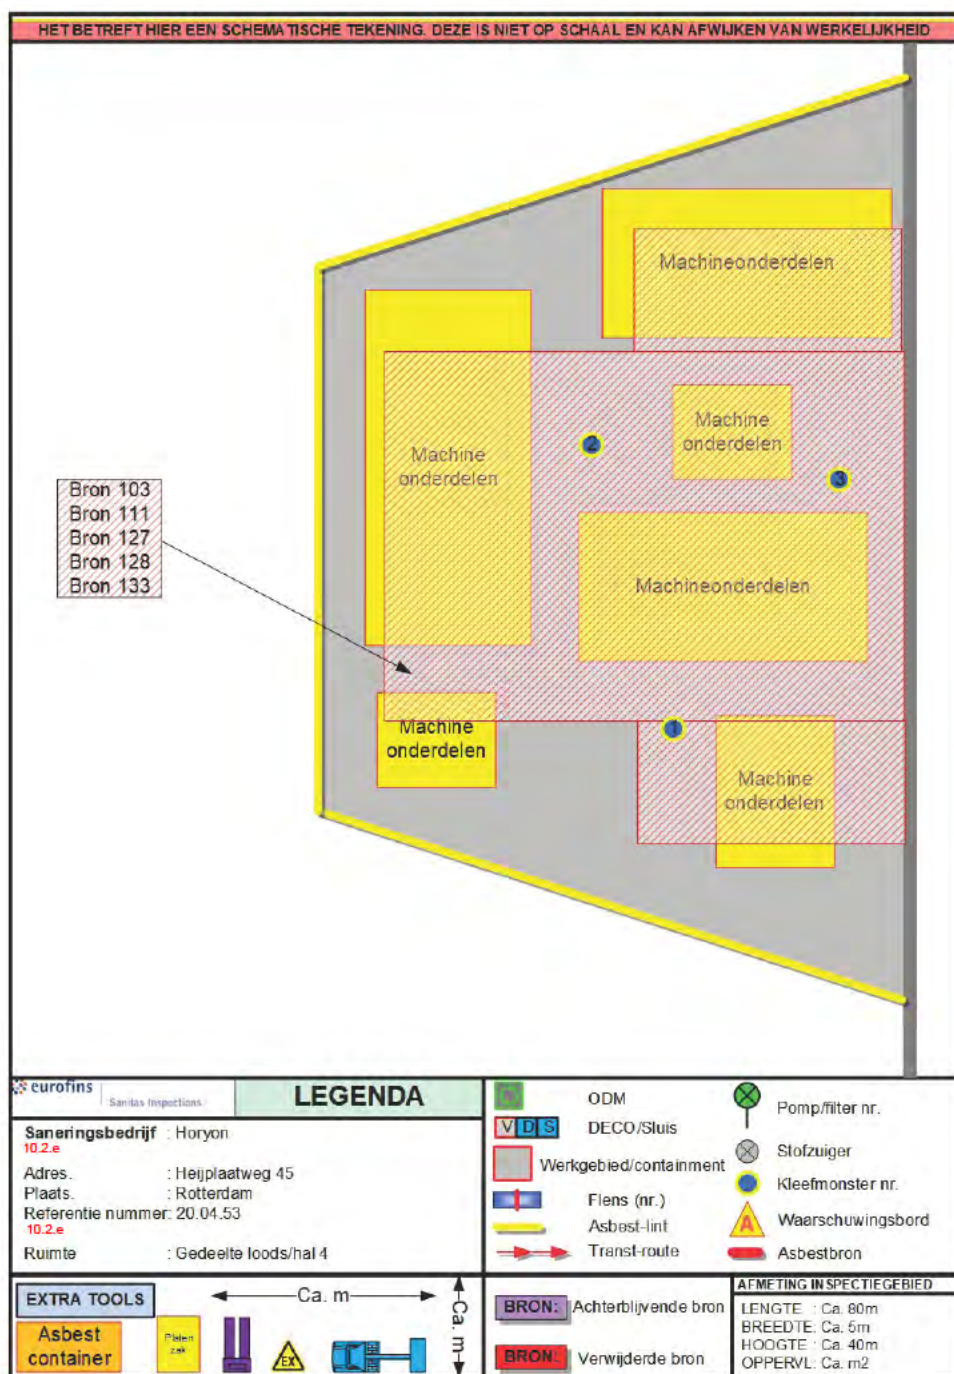 HET BETREFT HIER EEN SCHEMATISCHE TEKENING. DEZE IS NIET OP SCHAAL EN KAN AFWIJKEN VAN WERKELIJKHEID
Machineonderdelen
Machine
onderdelen
2
3
Machine
onderdelen
Bron 103
Bron 111
Bron 127
Bron 128
Bron 133
Machineonderdelen
Machine
onderdelen
1
Machine
onderdelen
eurofins
Sanitas Inspections
LEGENDA
Saneringsbedrijf : Horyon
10.2.e
Adres. : Heijplaatweg 45
Plaats. : Rotterdam
Referentie nummer: 20.04.53
10.2.e
Ruimte : Gedeelte loods/hal 4
ODM
V D S DECO/Sluis
Werkgebied/containment
Flens (nr.)
Asbest-lint
Transt-route
Pomp/filter nr.
Stofzuiger
Kleefmonster nr.
A Waarschuwingsbord
Asbestbron
EXTRA TOOLS
Ca. m
Ca. m
Asbest
container
Platen
zak
EX
BRON: Achterblijvende bron
BRON: Verwijderde bron
AFMETING INSPECTIEGEBIED
LENGTE : Ca. 80m
BREEDTE: Ca. 5m
HOOGTE : Ca. 40m
OPPERVL: Ca. m2